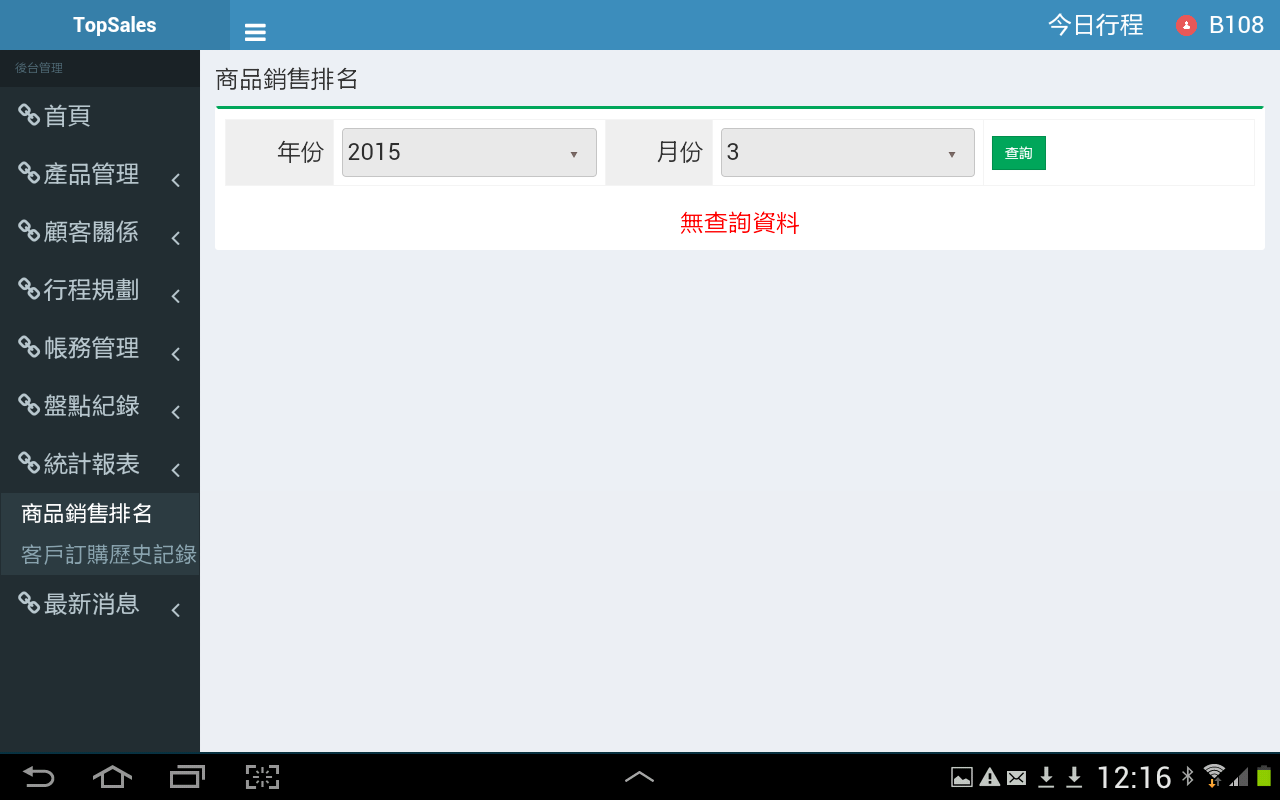 TopSales
今日行程
B108
後台管理
首頁
產品管理
顧客關係
行程規劃
帳務管理
盤點紀錄
統計報表
商品銷售排名
客戶訂購歷史記錄
最新消息
商品銷售排名
年份 2015 月份 3 查詢
無查詢資料
12:16